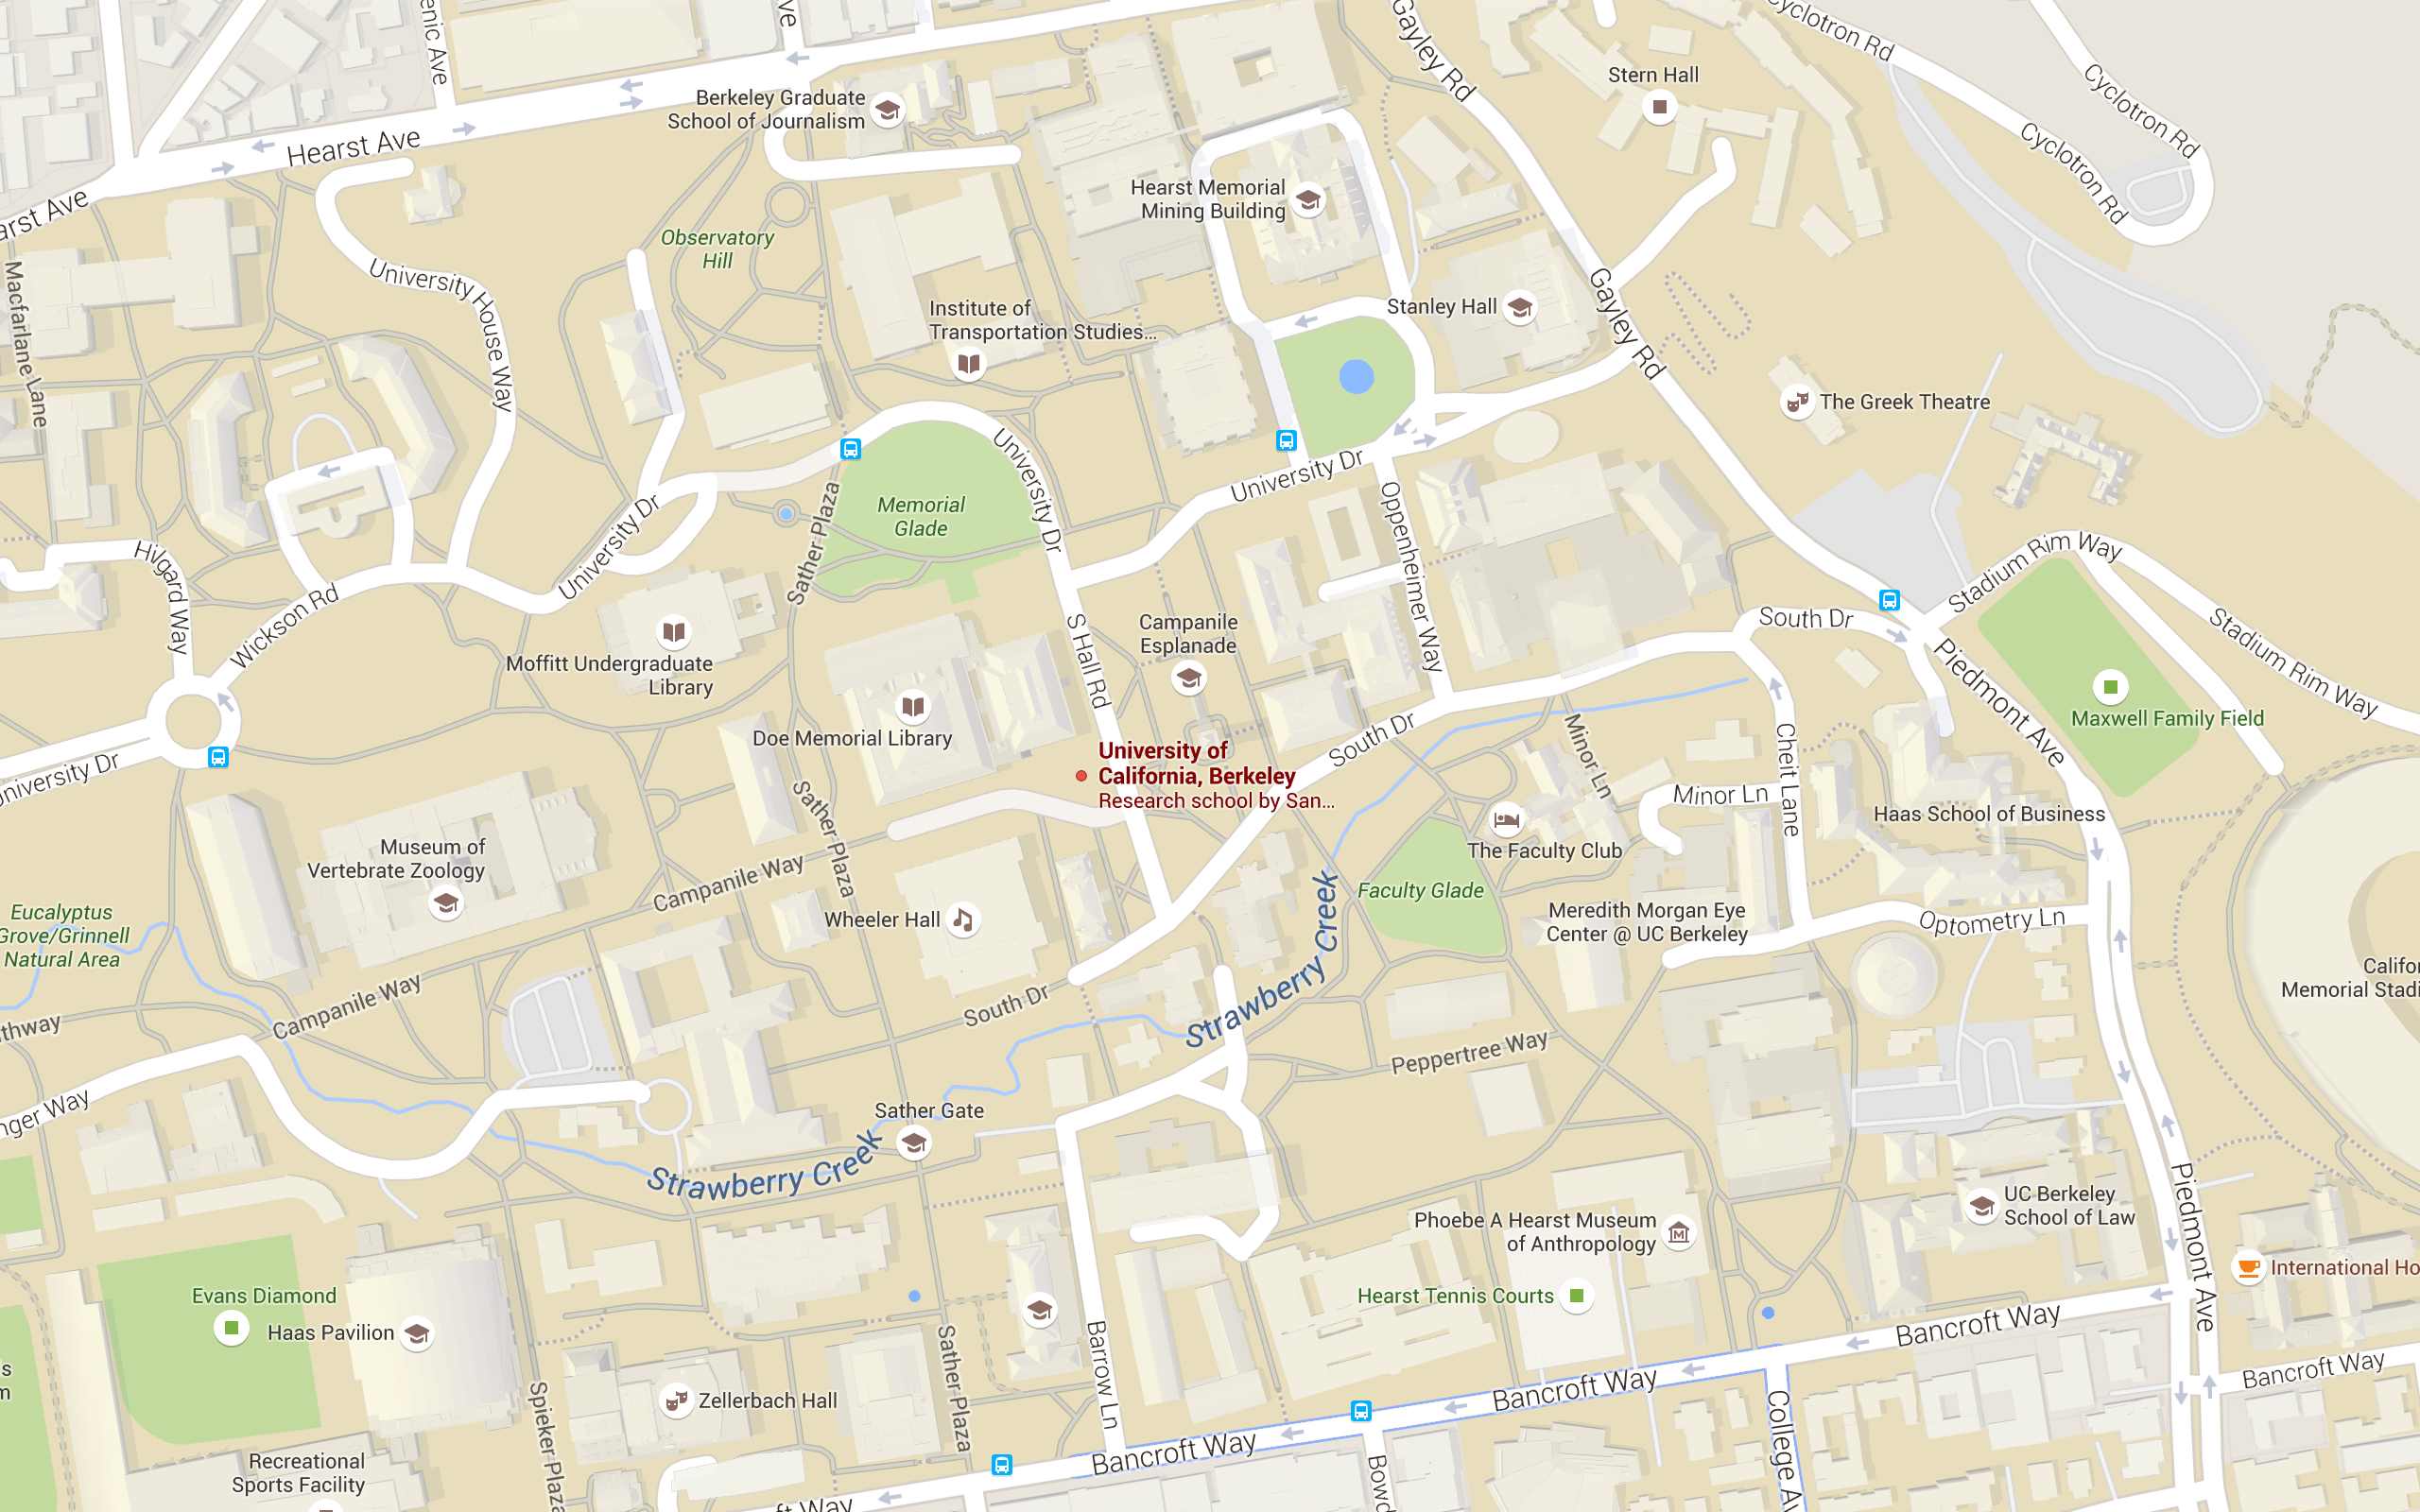 Gayley Rd
Cyclotron Rd
Cyclotron Rd
Cyclotron Rd
Stern Hall
Berkeley Graduate
School of Journalism
Hearst Ave
Hearst Memorial
Mining Building
Observatory
Hill
University House Way
Macfarlane Lane
Institute of
Transportation Studies...
Stanley Hall
Gayley Rd
The Greek Theatre
University Dr
University Dr
Oppenheimer Way
Memorial
Glade
Sather Plaza
University Dr
Hilgard Way
Wickson Rd
Stadium Rim Way
Stadium Rim Way
South Dr
Piedmont Ave
Campanile
Esplanade
S Hall Rd
Moffitt Undergraduate
Library
Doe Memorial Library
Maxwell Family Field
University of
California, Berkeley
Research school by San...
South Dr
Minor Ln
Cheit Lane
Minor Ln
University Dr
Sather Plaza
Haas School of Business
The Faculty Club
Museum of
Vertebrate Zoology
Campanile Way
Faculty Glade
Wheeler Hall
Meredith Morgan Eye
Center @ UC Berkeley
Optometry Ln
Eucalyptus
Grove/Grinnell
Natural Area
Strawberry Creek
Campanile Way
South Dr
Peppertree Way
Memorial
Sather Gate
Strawberry Creek
UC Berkeley
School of Law
Piedmont Ave
Phoebe A Hearst Museum
of Anthropology
International
Evans Diamond
Hearst Tennis Courts
Haas Pavilion
Bancroft Way
Bancroft Way
Barrow Ln
Sather Plaza
Spieker Plaza
Zellerbach Hall
Bancroft Way
College
Bancroft Way
Recreational
Sports Facility
Way